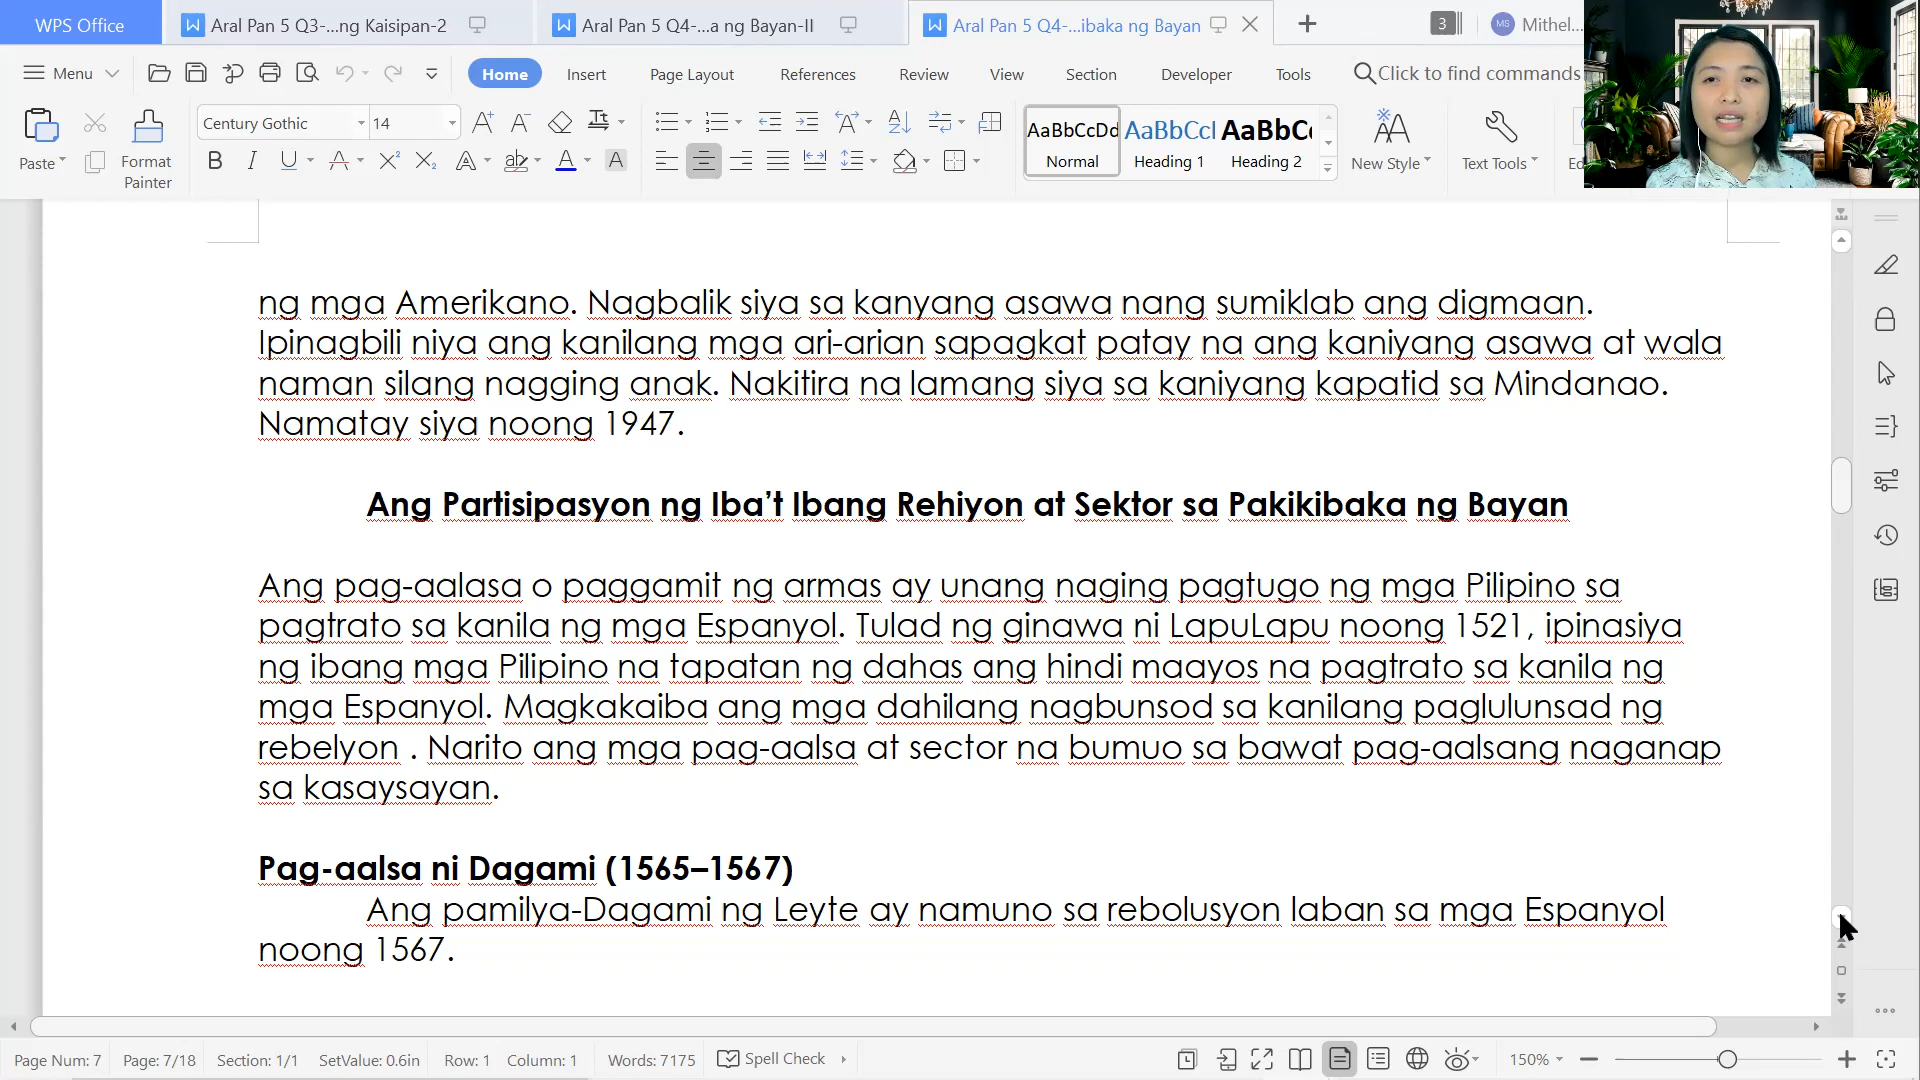 WPS Office
Aral Pan 5 Q3-...ng Kaisipan-2
Aral Pan 5 Q4-...a ng Bayan-II
Aral Pan 5 Q4-...ibaka ng Bayan
3
MS
Mithel...
Menu
Home
Insert
Page Layout
References
Review
View
Section
Developer
Tools
Click to find commands
Paste
Format
Painter
Century Gothic
14
AaBbCcDd
Normal
AaBbCcI
Heading 1
AaBbC
Heading 2
New Style
Text Tools
ng mga Amerikano. Nagbalik siya sa kanyang asawa nang sumiklab ang digmaan.
Ipinagbili niya ang kanilang mga ari-arian sapagkat patay na ang kaniyang asawa at wala
naman silang nagging anak. Nakitira na lamang siya sa kaniyang kapatid sa Mindanao.
Namatay siya noong 1947.
Ang Partisipasyon ng Iba’t Ibang Rehiyon at Sektor sa Pakikibaka ng Bayan
Ang pag-aalasa o paggamit ng armas ay unang naging pagtugo ng mga Pilipino sa
pagtrato sa kanila ng mga Espanyol. Tulad ng ginawa ni LapuLapu noong 1521, ipinasiya
ng ibang mga Pilipino na tapatan ng dahas ang hindi maayos na pagtrato sa kanila ng
mga Espanyol. Magkakaiba ang mga dahilang nagbunsod sa kanilang paglulunsad ng
rebelyon . Narito ang mga pag-aalsa at sector na bumuo sa bawat pag-aalsang naganap
sa kasaysayan.
Pag-aalsa ni Dagami (1565–1567)
Ang pamilya-Dagami ng Leyte ay namuno sa rebolusyon laban sa mga Espanyol
noong 1567.
Page Num: 7
Page: 7/18
Section: 1/1
SetValue: 0.6in
Row: 1
Column: 1
Words: 7175
Spell Check
150%